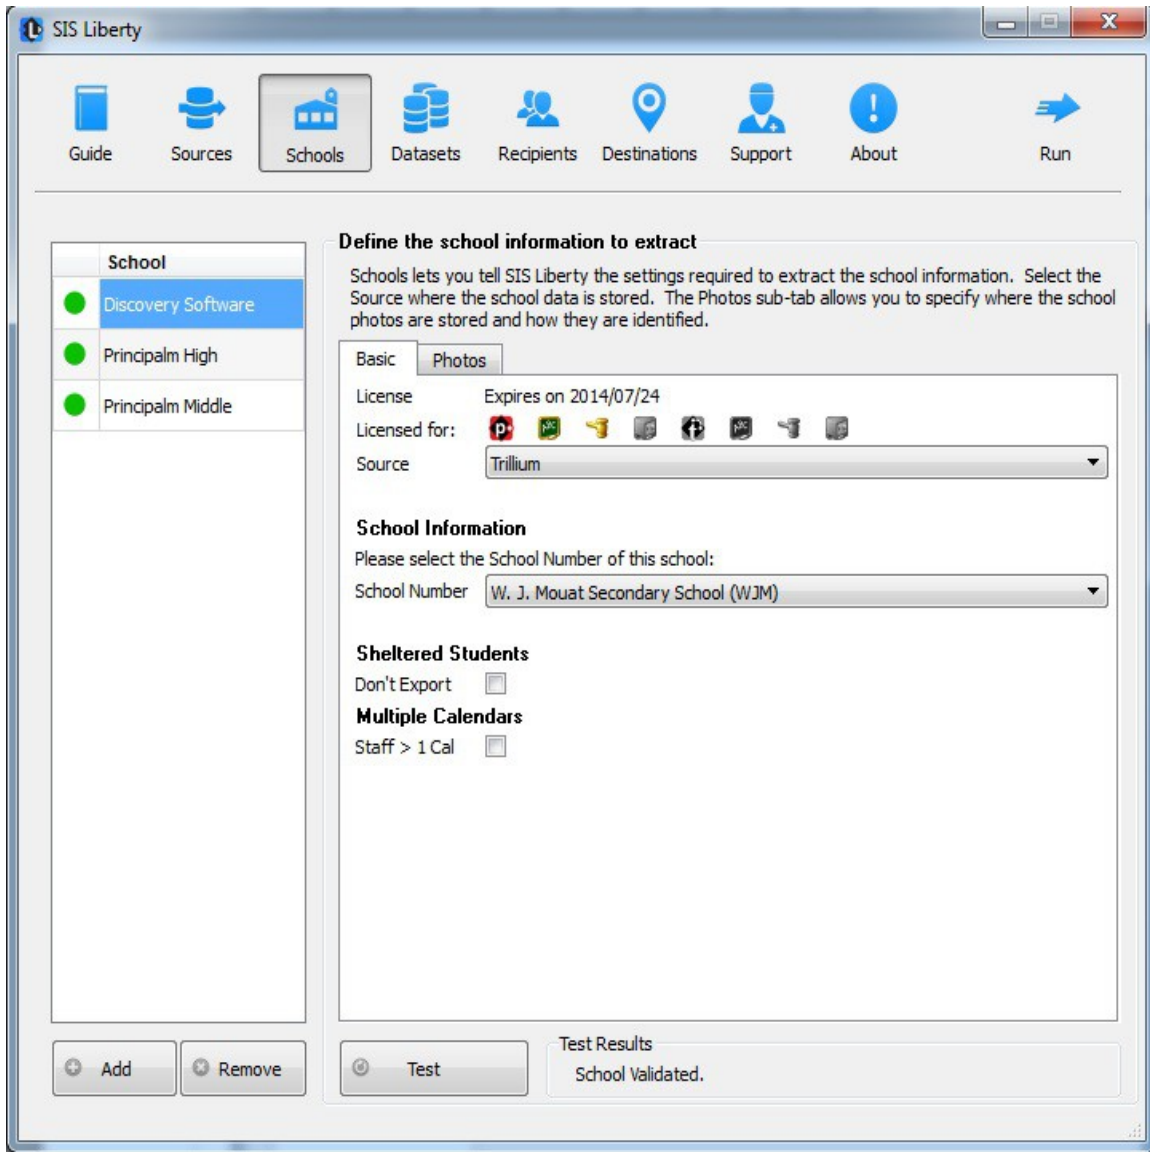 SIS Liberty
Guide
Sources
Schools
Datasets
Recipients
Destinations
Support
About
Run
School
Discovery Software
Principalm High
Principalm Middle
Add
Remove
Define the school information to extract
Schools lets you tell SIS Liberty the settings required to extract the school information. Select the
Source where the school data is stored. The Photos sub-tab allows you to specify where the school
photos are stored and how they are identified.
Basic
Photos
License Expires on 2014/07/24
Licensed for:
Source Trillium
School Information
Please select the School Number of this school:
School Number W. J. Mouat Secondary School (WJM)
Sheltered Students
Don't Export
Multiple Calendars
Staff > 1 Cal
Test
Test Results
School Validated.